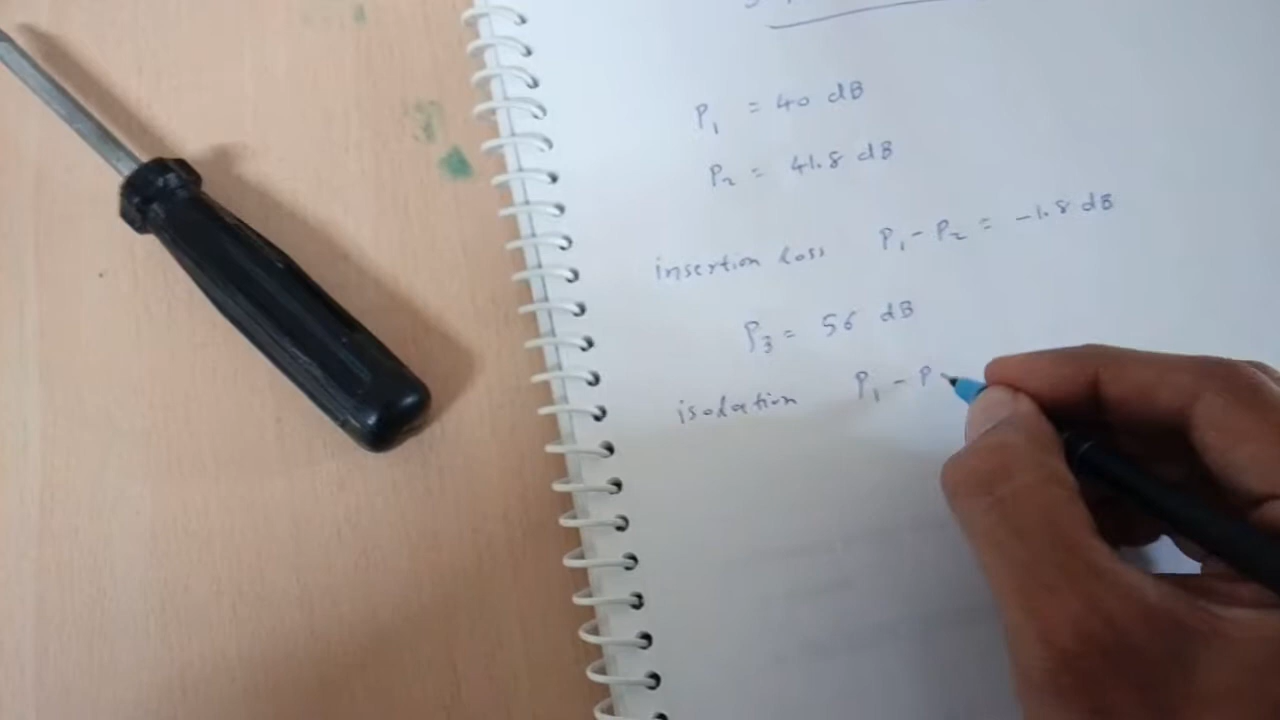 P₁ = 40 dB
P₂ = 41.8 dB
insertion loss P₁ - P₂ = -1.8 dB
P₃ = 56 dB
isolation P₁ - P